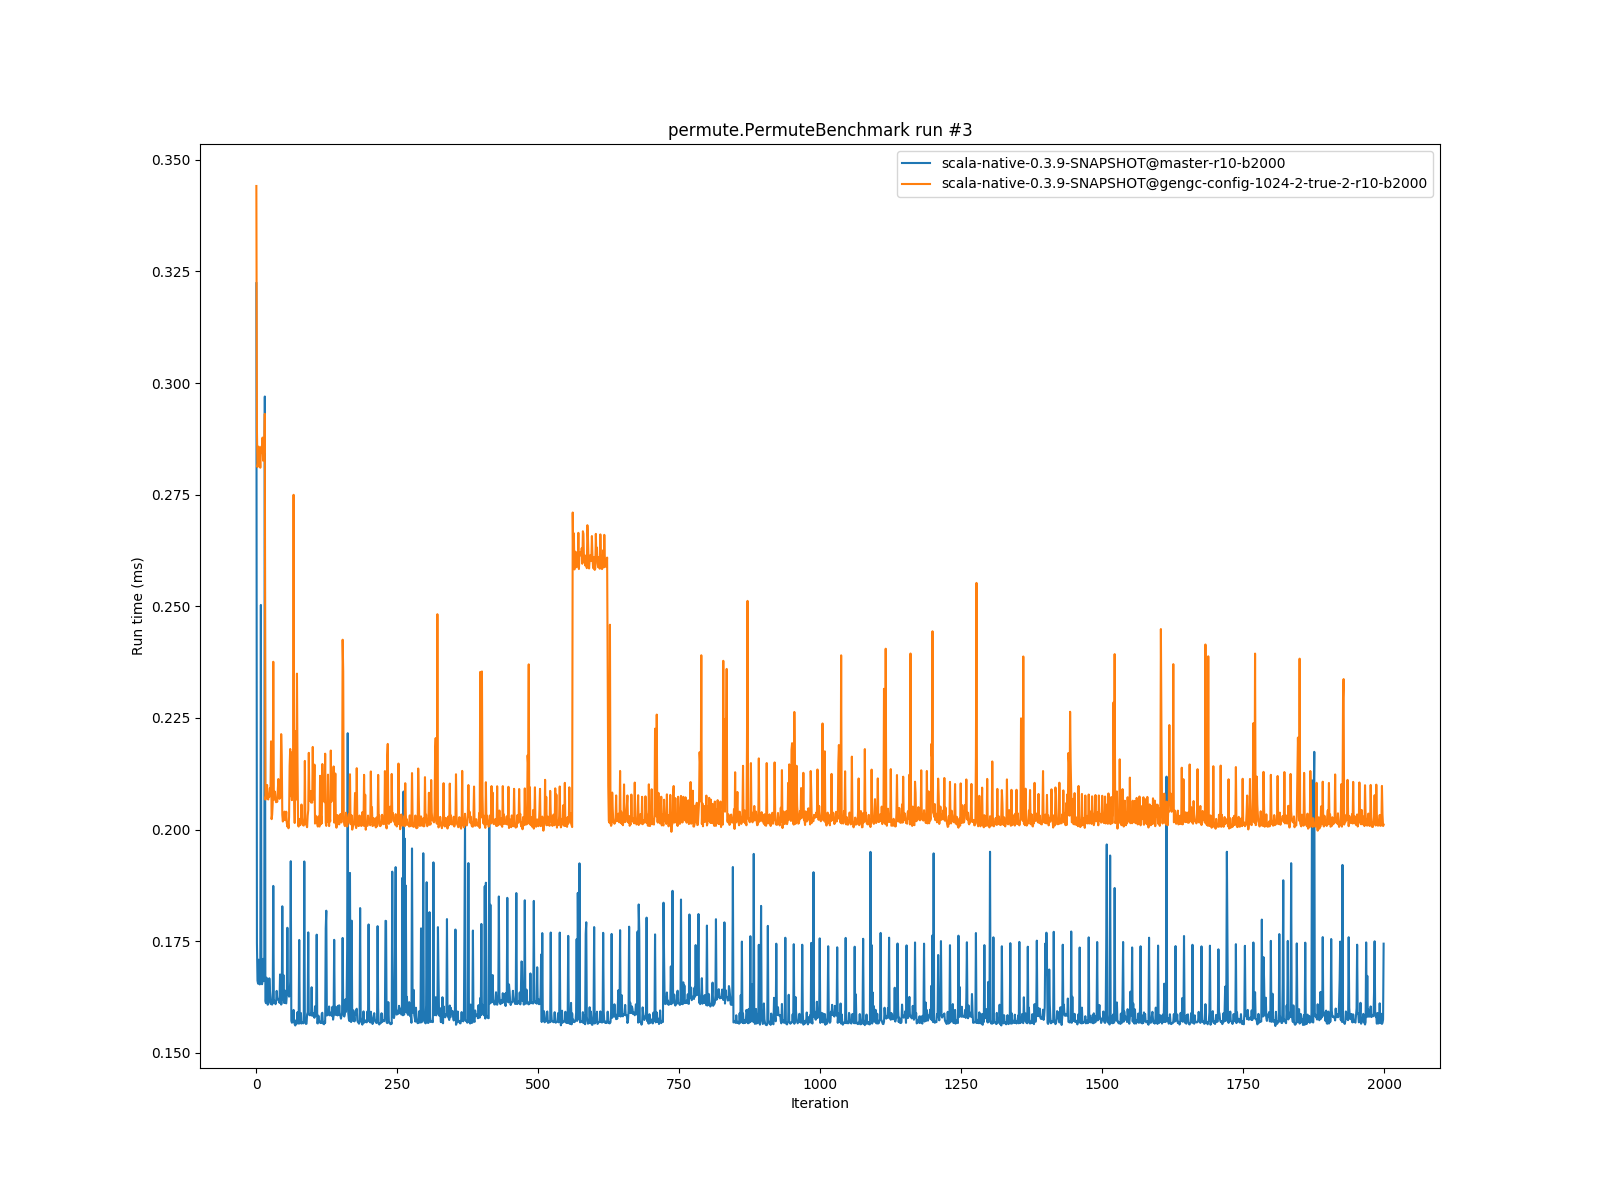 permute.PermuteBenchmark run #3
scala-native-0.3.9-SNAPSHOT@master-r10-b2000
scala-native-0.3.9-SNAPSHOT@gengc-config-1024-2-true-2-r10-b2000
Run time (ms)
0.350
0.325
0.300
0.275
0.250
0.225
0.200
0.175
0.150
0 250 500 750 1000 1250 1500 1750 2000
Iteration